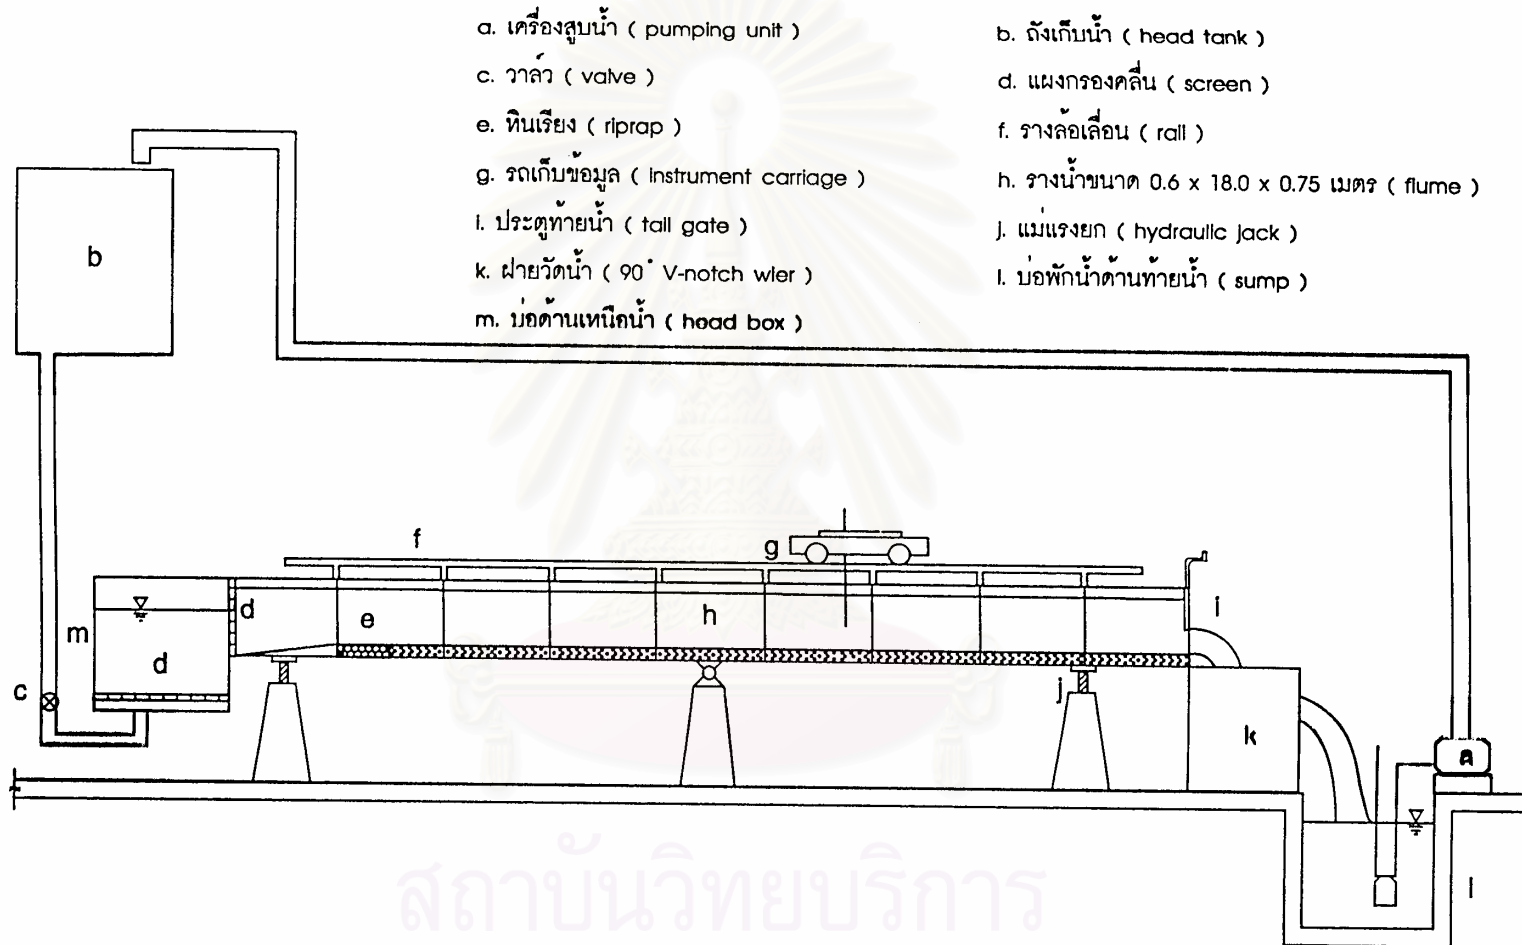 a. เครื่องสูบน้ำ ( pumping unit )
b. ถังเก็บน้ำ ( head tank )
c. วาล์ว ( valve )
d. แผงกรองคลื่น ( screen )
e. หินเรียง ( riprap )
f. รางล้อเลื่อน ( rail )
g. รถเก็บข้อมูล ( instrument carriage )
h. รางน้ำขนาด 0.6 x 18.0 x 0.75 เมตร ( flume )
i. ประตูท้ายน้ำ ( tail gate )
j. แม่แรงยก ( hydraulic jack )
k. ฝายวัดน้ำ ( 90° V-notch wier )
l. บ่อพักน้ำด้านท้ายน้ำ ( sump )
m. บ่อด้านเหนือน้ำ ( head box )
b
f
g
d
e
h
i
m
d
c
j
k
a
l
สถาบันวิทยบริการ